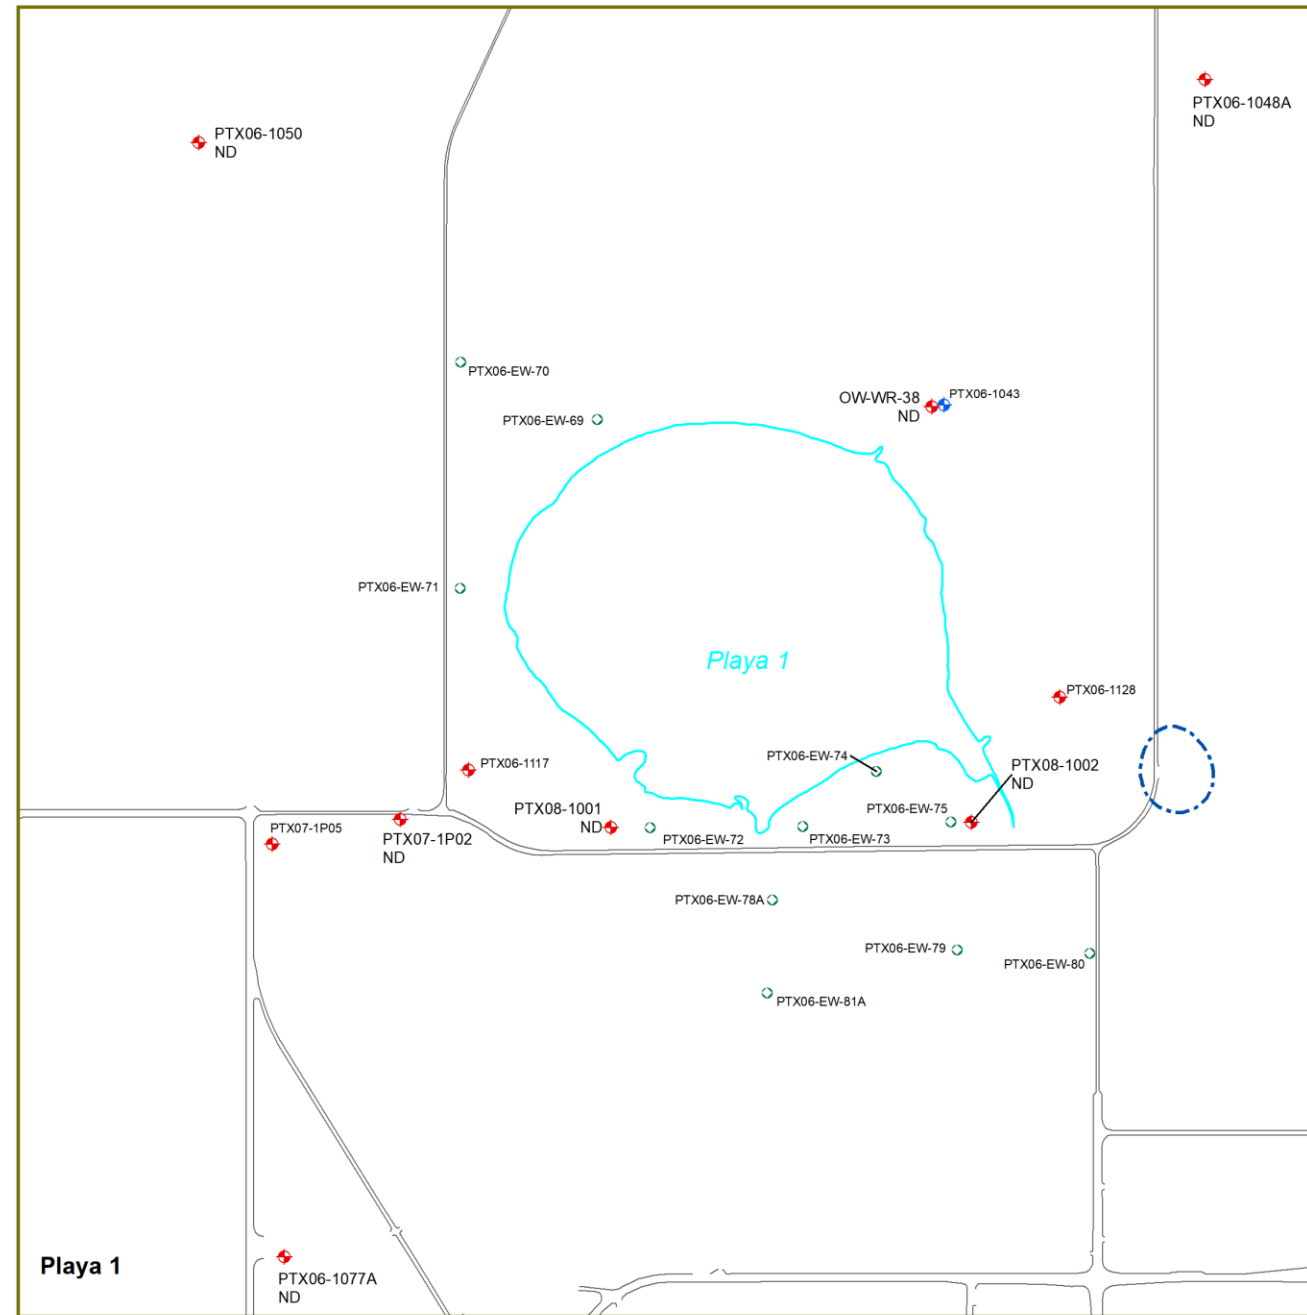 PTX06-1048A
ND
PTX06-1050
ND
PTX06-EW-70
OW-WR-38
ND
PTX06-1043
PTX06-EW-69
PTX06-EW-71
Playa 1
PTX06-1128
PTX06-EW-74
PTX06-1117
PTX08-1002
ND
PTX08-1001
ND
PTX06-EW-75
PTX07-1P05
PTX07-1P02
ND
PTX06-EW-72
PTX06-EW-73
PTX06-EW-78A
PTX06-EW-79
PTX06-EW-80
PTX06-EW-81A
Playa 1
PTX06-1077A
ND